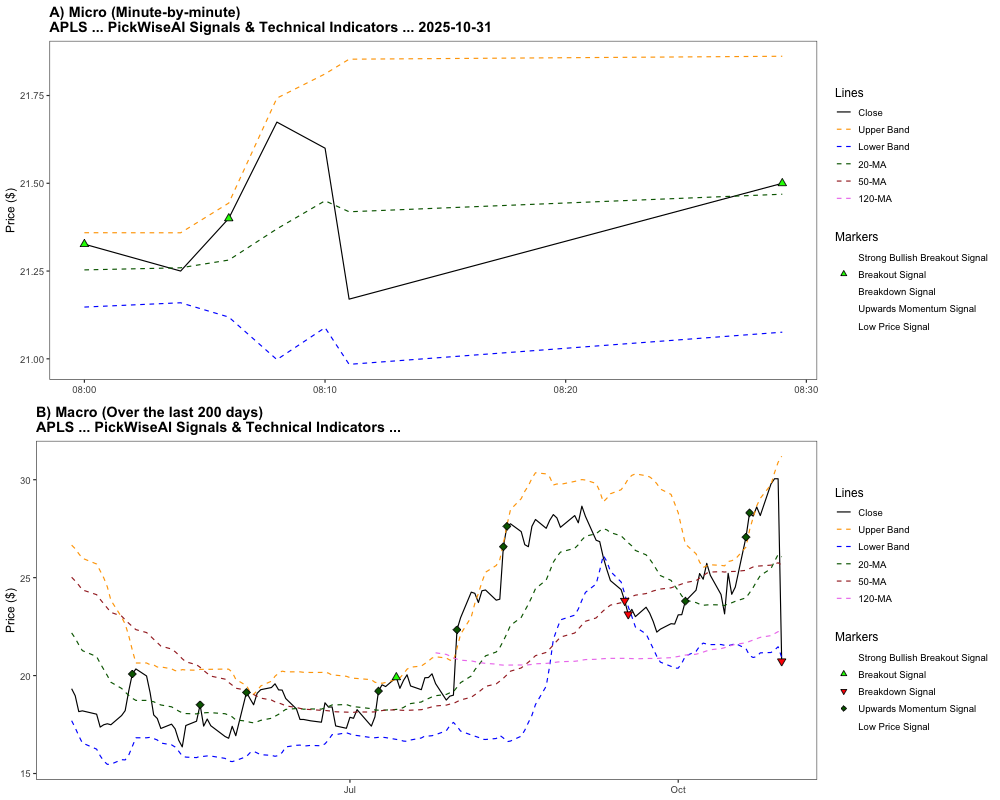 A) Micro (Minute-by-minute)
APLS ... PickWiseAI Signals & Technical Indicators ... 2025-10-31
Price ($)
21.75
21.50
21.25
21.00
08:00
08:10
08:20
08:30
Lines
Close
Upper Band
Lower Band
20-MA
50-MA
120-MA
Markers
Strong Bullish Breakout Signal
Breakout Signal
Breakdown Signal
Upwards Momentum Signal
Low Price Signal
B) Macro (Over the last 200 days)
APLS ... PickWiseAI Signals & Technical Indicators ...
Price ($)
30
25
20
15
Jul
Oct
Lines
Close
Upper Band
Lower Band
20-MA
50-MA
120-MA
Markers
Strong Bullish Breakout Signal
Breakout Signal
Breakdown Signal
Upwards Momentum Signal
Low Price Signal